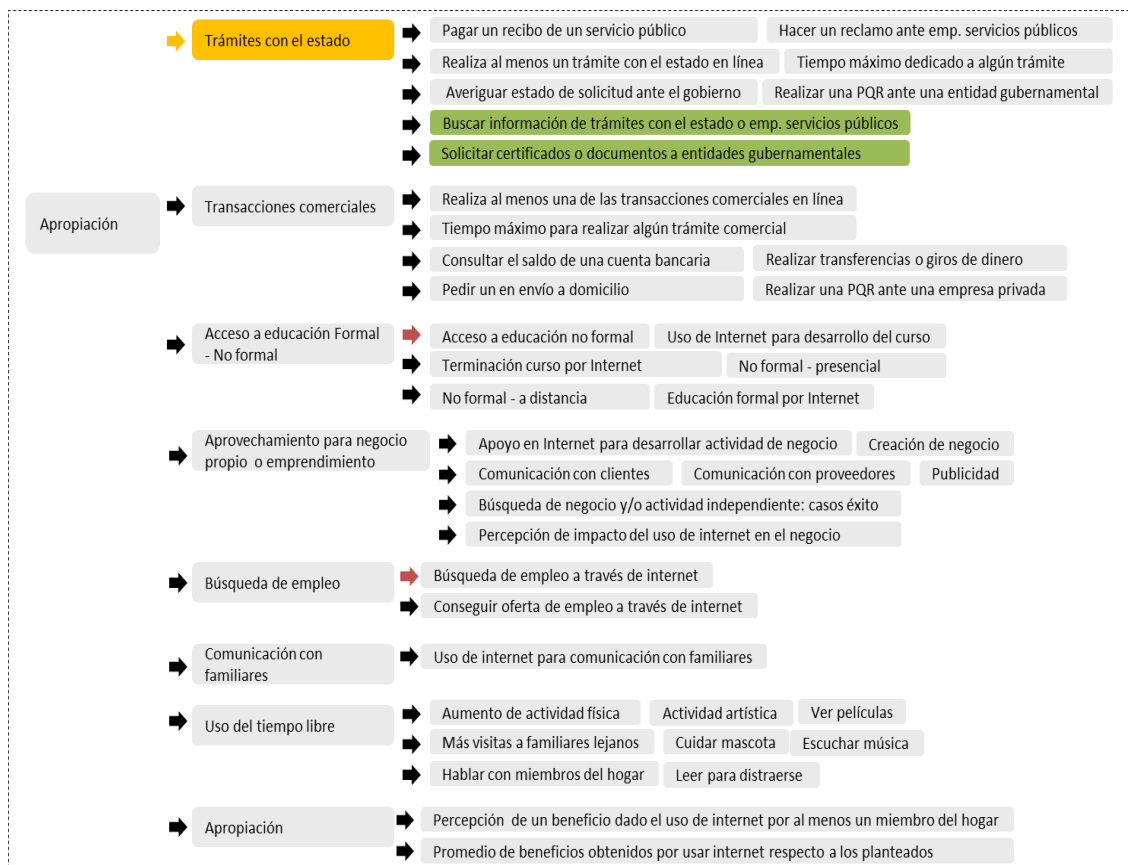 Trámites con el estado
Pagar un recibo de un servicio público
Hacer un reclamo ante emp. servicios públicos
Realiza al menos un trámite con el estado en línea
Tiempo máximo dedicado a algún trámite
Averiguar estado de solicitud ante el gobierno
Realizar una PQR ante una entidad gubernamental
Buscar información de trámites con el estado o emp. servicios públicos
Solicitar certificados o documentos a entidades gubernamentales
Apropiación
Transacciones comerciales
Realiza al menos una de las transacciones comerciales en línea
Tiempo máximo para realizar algún trámite comercial
Consultar el saldo de una cuenta bancaria
Realizar transferencias o giros de dinero
Pedir un en envío a domicilio
Realizar una PQR ante una empresa privada
Acceso a educación Formal
- No formal
Acceso a educación no formal
Uso de Internet para desarrollo del curso
Terminación curso por Internet
No formal - presencial
No formal - a distancia
Educación formal por Internet
Aprovechamiento para negocio
propio o emprendimiento
Apoyo en Internet para desarrollar actividad de negocio
Creación de negocio
Comunicación con clientes
Comunicación con proveedores
Publicidad
Búsqueda de negocio y/o actividad independiente: casos éxito
Percepción de impacto del uso de internet en el negocio
Búsqueda de empleo
Búsqueda de empleo a través de internet
Conseguir oferta de empleo a través de internet
Comunicación con
familiares
Uso de internet para comunicación con familiares
Uso del tiempo libre
Aumento de actividad física
Actividad artística
Ver películas
Más visitas a familiares lejanos
Cuidar mascota
Escuchar música
Hablar con miembros del hogar
Leer para distraerse
Apropiación
Percepción de un beneficio dado el uso de internet por al menos un miembro del hogar
Promedio de beneficios obtenidos por usar internet respecto a los planteados